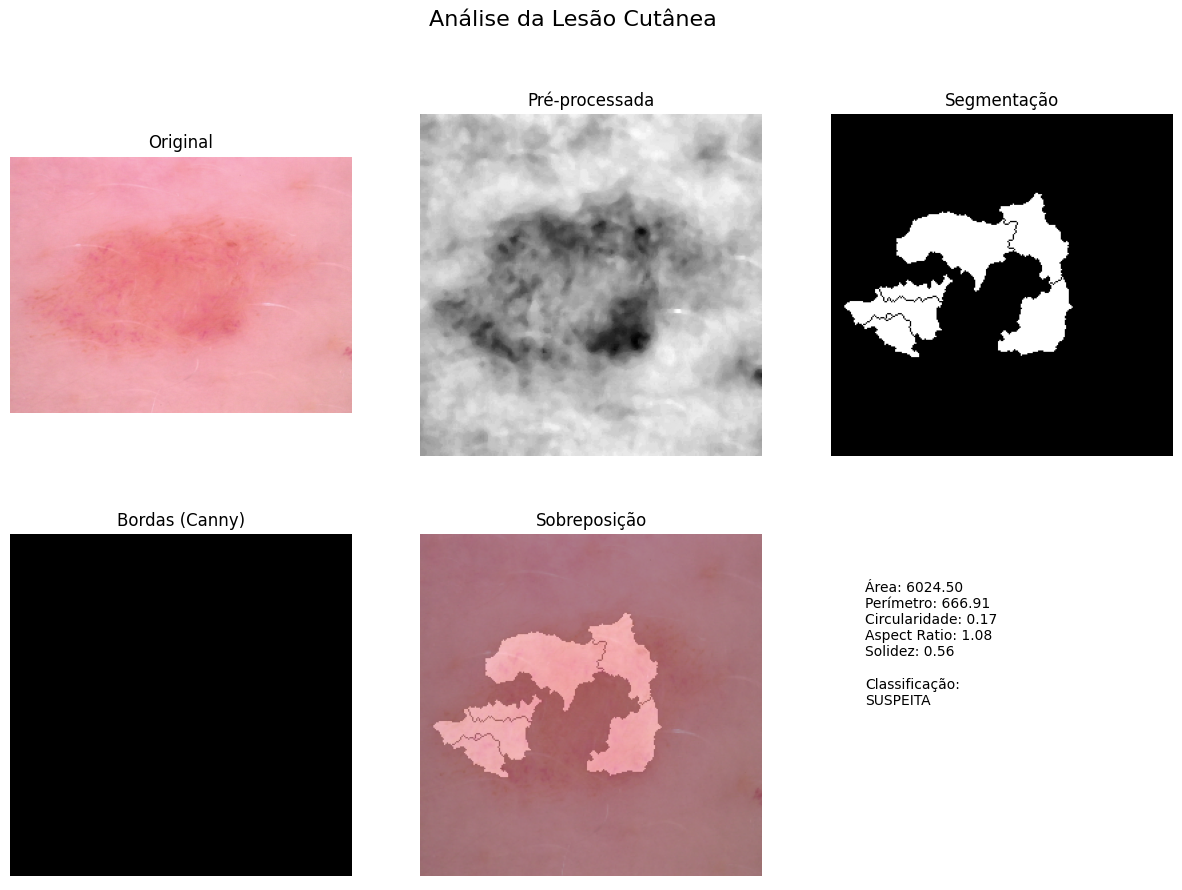 Análise da Lesão Cutânea
Original
Pré-processada
Segmentação
Bordas (Canny)
Sobreposição
Área: 6024.50
Perímetro: 666.91
Circularidade: 0.17
Aspect Ratio: 1.08
Solidez: 0.56
Classificação:
SUSPEITA